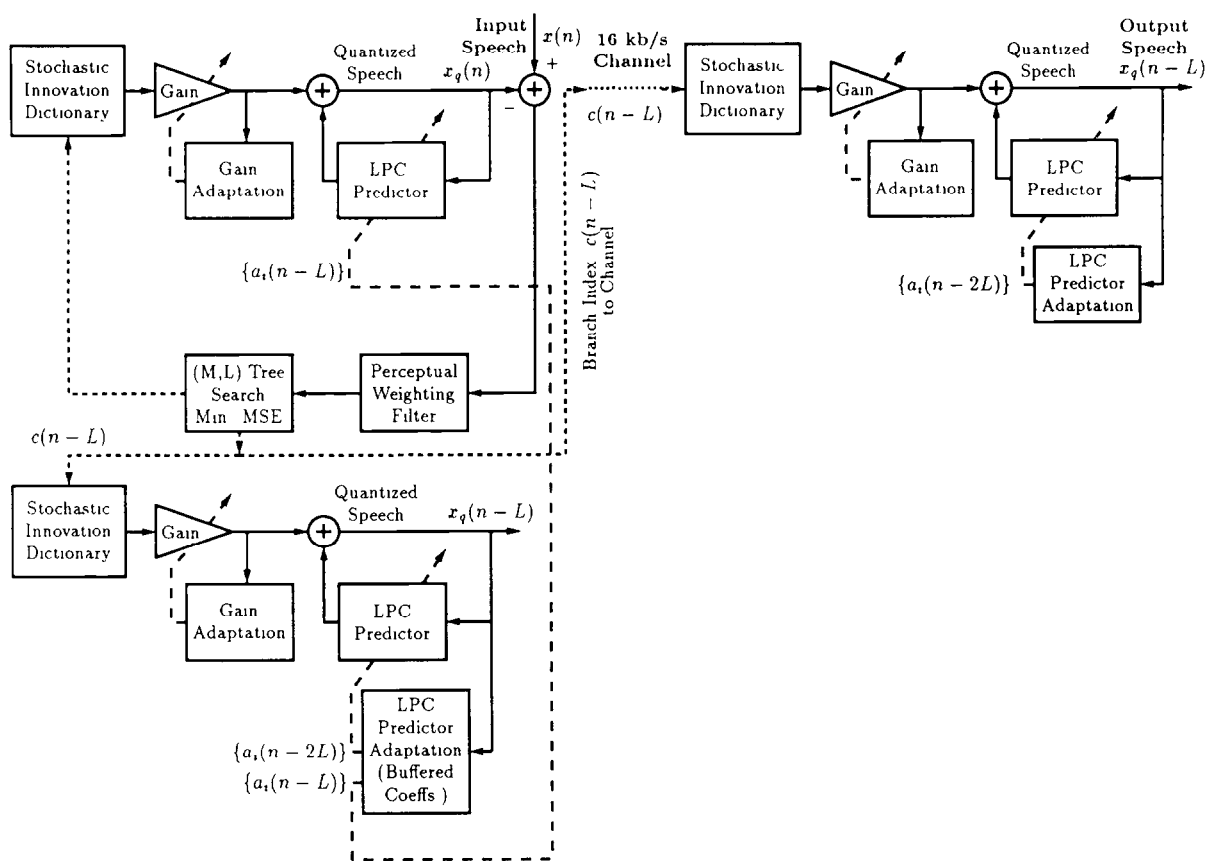 Input
Speech
x(n)
+
−
16 kb/s
Channel
Output
Speech
x_q(n − L)
Stochastic
Innovation
Dictionary
Gain
+
Quantized
Speech
x_q(n)
Gain
Adaptation
LPC
Predictor
{a_i(n − L)}
c(n − L)
Stochastic
Innovation
Dictionary
Gain
+
Quantized
Speech
Gain
Adaptation
LPC
Predictor
{a_i(n − 2L)}
LPC
Predictor
Adaptation
Branch Index c(n − L)
to Channel
(M,L) Tree
Search
Min MSE
Perceptual
Weighting
Filter
c(n − L)
Stochastic
Innovation
Dictionary
Gain
+
Quantized
Speech
x_q(n − L)
Gain
Adaptation
LPC
Predictor
LPC
Predictor
Adaptation
(Buffered
Coeffs )
{a_i(n − 2L)}
{a_i(n − L)}